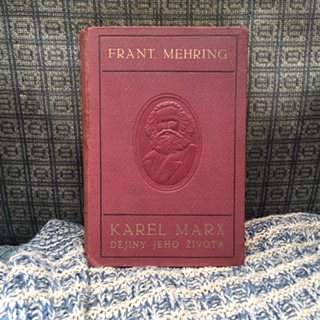 FRANT. MEHRING
KAREL MARX
DĚJINY JEHO ŽIVOTA